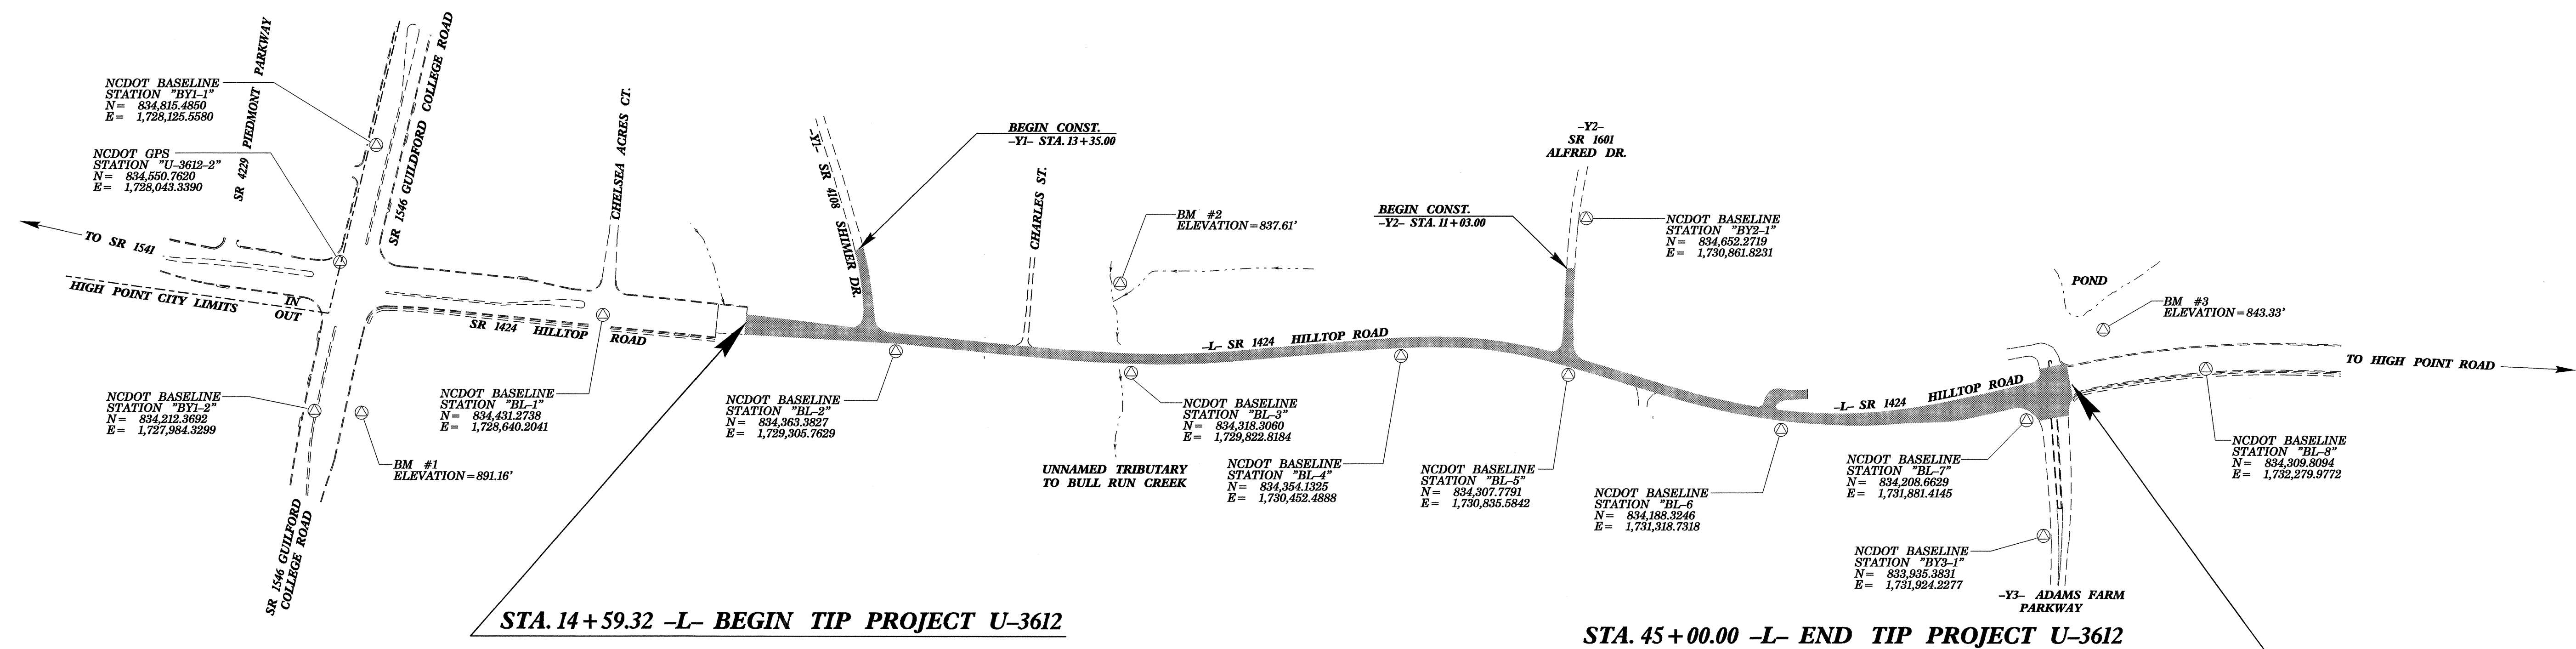 NCDOT BASELINE
STATION "BY1-1"
N= 834,815.4850
E= 1,728,125.5580
NCDOT GPS
STATION "U-3612-2"
N= 834,550.7620
E= 1,728,043.3390
SR 4229 PIEDMONT PARKWAY
SR 1546 GUILDFORD COLLEGE ROAD
TO SR 1541
HIGH POINT CITY LIMITS
IN
OUT
NCDOT BASELINE
STATION "BY1-2"
N= 834,212.3692
E= 1,727,984.3299
BM #1
ELEVATION=891.16'
SR 1546 GUILFORD
COLLEGE ROAD
CHELSEA ACRES CT.
SR 1424 HILLTOP ROAD
NCDOT BASELINE
STATION "BL-1"
N= 834,431.2738
E= 1,728,640.2041
-Y1- SR 4108 SHIMER DR.
BEGIN CONST.
-Y1- STA. 13+35.00
CHARLES ST.
NCDOT BASELINE
STATION "BL-2"
N= 834,363.3827
E= 1,729,305.7629
BM #2
ELEVATION=837.61'
NCDOT BASELINE
STATION "BL-3"
N= 834,318.3060
E= 1,729,822.8184
UNNAMED TRIBUTARY
TO BULL RUN CREEK
-L- SR 1424 HILLTOP ROAD
NCDOT BASELINE
STATION "BL-4"
N= 834,354.1325
E= 1,730,452.4888
BEGIN CONST.
-Y2- STA. 11+03.00
-Y2-
SR 1601
ALFRED DR.
NCDOT BASELINE
STATION "BY2-1"
N= 834,652.2719
E= 1,730,861.8231
NCDOT BASELINE
STATION "BL-5"
N= 834,307.7791
E= 1,730,835.5842
NCDOT BASELINE
STATION "BL-6
N= 834,188.3246
E= 1,731,318.7318
-L- SR 1424 HILLTOP ROAD
NCDOT BASELINE
STATION "BL-7"
N= 834,208.6629
E= 1,731,881.4145
NCDOT BASELINE
STATION "BY3-1"
N= 833,935.3831
E= 1,731,924.2277
-Y3- ADAMS FARM
PARKWAY
POND
BM #3
ELEVATION=843.33'
TO HIGH POINT ROAD
NCDOT BASELINE
STATION "BL-8"
N= 834,309.8094
E= 1,732,279.9772
STA. 14+59.32 -L- BEGIN TIP PROJECT U-3612
STA. 45+00.00 -L- END TIP PROJECT U-3612